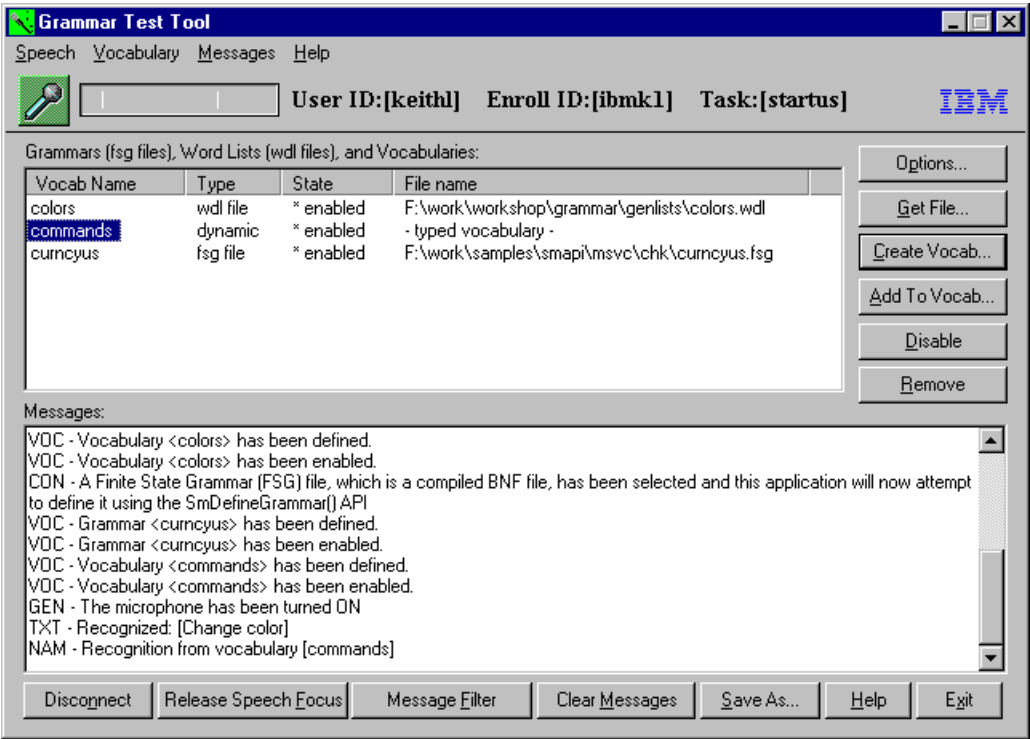 Grammar Test Tool
Speech Vocabulary Messages Help
User ID:[keithl] Enroll ID:[ibmk1] Task:[startus] IBM
Grammars (fsg files), Word Lists (wdl files), and Vocabularies:
Options...
Vocab Name Type State File name
colors wdl file * enabled F:\work\workshop\grammar\genlists\colors.wdl
Get File...
commands dynamic * enabled - typed vocabulary -
curncyus fsg file * enabled F:\work\samples\smapi\msvc\chk\curncyus.fsg
Create Vocab...
Add To Vocab...
Disable
Remove
Messages:
VOC - Vocabulary <colors> has been defined.
VOC - Vocabulary <colors> has been enabled.
CON - A Finite State Grammar (FSG) file, which is a compiled BNF file, has been selected and this application will now attempt
to define it using the SmDefineGrammar() API
VOC - Grammar <curncyus> has been defined.
VOC - Grammar <curncyus> has been enabled.
VOC - Vocabulary <commands> has been defined.
VOC - Vocabulary <commands> has been enabled.
GEN - The microphone has been turned ON
TXT - Recognized: [Change color]
NAM - Recognition from vocabulary [commands]
Disconnect Release Speech Focus Message Filter Clear Messages Save As... Help Exit